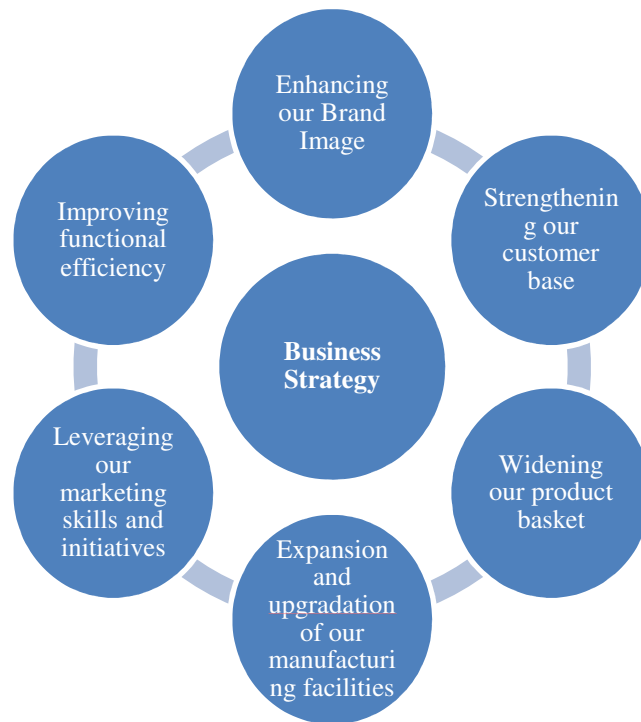 Enhancing
our Brand
Image
Strengthenin
g our
customer
base
Widening
our product
basket
Expansion
and
upgradation
of our
manufacturi
ng facilities
Leveraging
our
marketing
skills and
initiatives
Improving
functional
efficiency
Business
Strategy